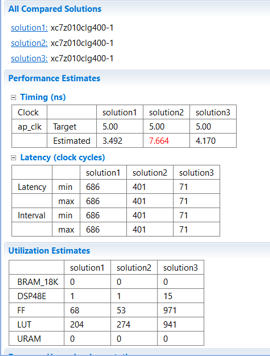 All Compared Solutions
solution1: xc7z010clg400-1
solution2: xc7z010clg400-1
solution3: xc7z010clg400-1
Performance Estimates
Timing (ns)
Clock solution1 solution2 solution3
ap_clk Target 5.00 5.00 5.00
Estimated 3.492 7.664 4.170
Latency (clock cycles)
solution1 solution2 solution3
Latency min 686 401 71
max 686 401 71
Interval min 686 401 71
max 686 401 71
Utilization Estimates
solution1 solution2 solution3
BRAM_18K 0 0 0
DSP48E 1 1 15
FF 68 53 971
LUT 204 274 941
URAM 0 0 0